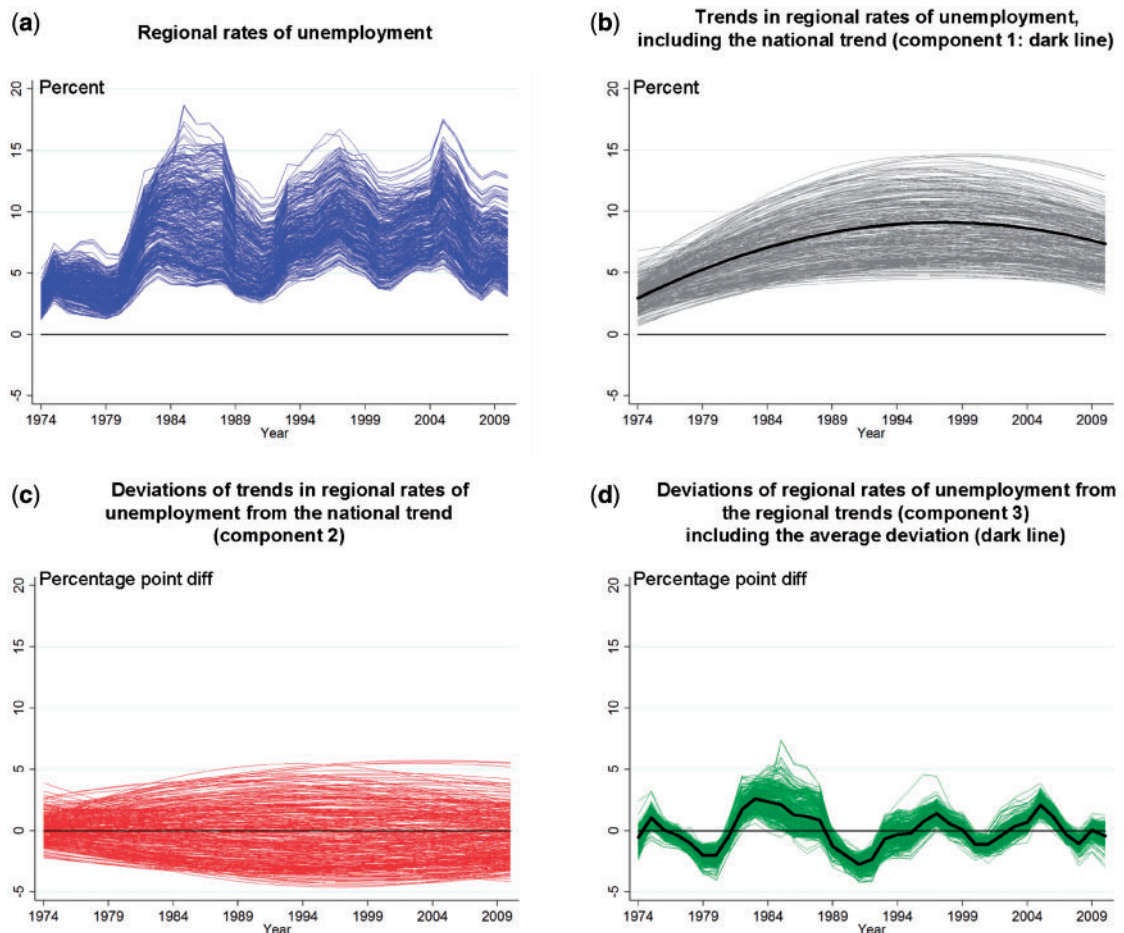 (a)
Regional rates of unemployment
Percent
20
15
10
5
0
-5
1974 1979 1984 1989 1994 1999 2004 2009
Year
(b)
Trends in regional rates of unemployment,
including the national trend (component 1: dark line)
Percent
20
15
10
5
0
-5
1974 1979 1984 1989 1994 1999 2004 2009
Year
(c)
Deviations of trends in regional rates of
unemployment from the national trend
(component 2)
Percentage point diff
20
15
10
5
0
-5
1974 1979 1984 1989 1994 1999 2004 2009
Year
(d)
Deviations of regional rates of unemployment from
the regional trends (component 3)
including the average deviation (dark line)
Percentage point diff
20
15
10
5
0
-5
1974 1979 1984 1989 1994 1999 2004 2009
Year